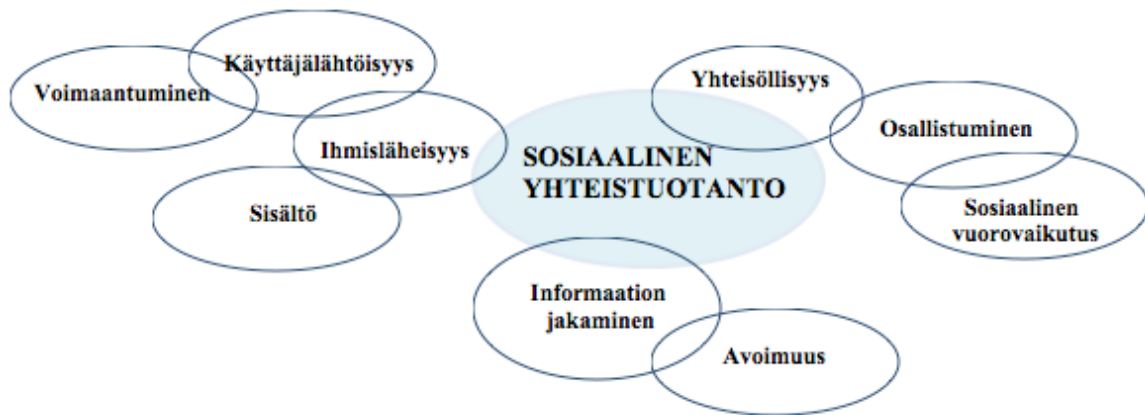 Käyttäjälähtöisyys
Voimaantuminen
Ihmisläheisyys
Sisältö
SOSIAALINEN
YHTEISTUOTANTO
Yhteisöllisyys
Osallistuminen
Sosiaalinen
vuorovaikutus
Informaation
jakaminen
Avoimuus